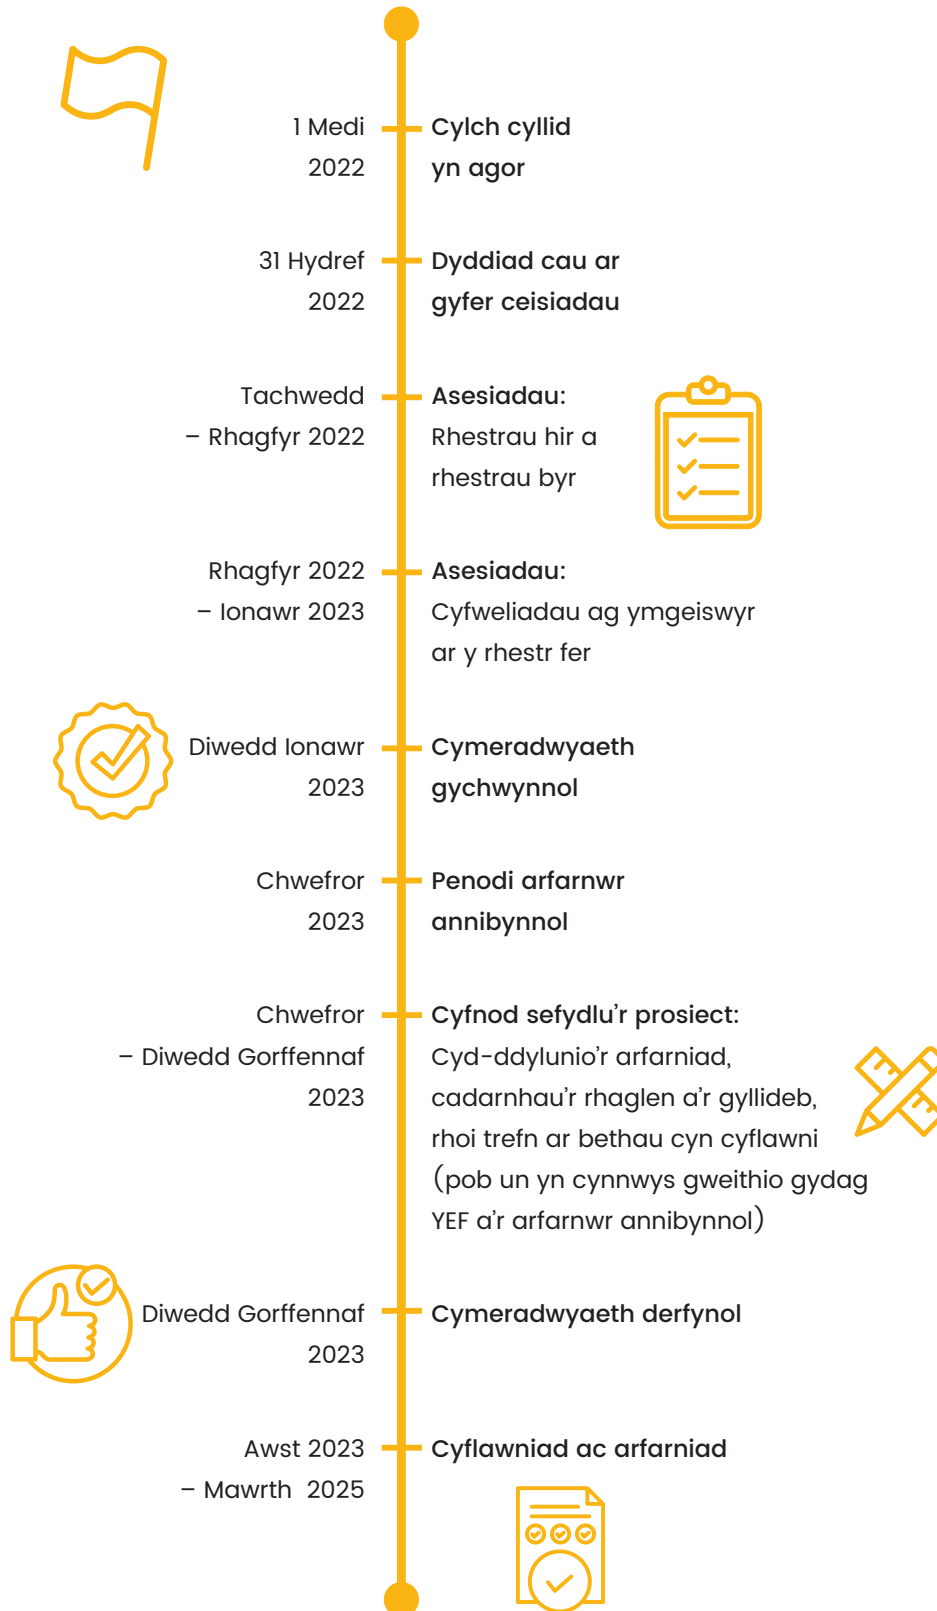 1 Medi
2022
Cylch cyllid
yn agor
31 Hydref
2022
Dyddiad cau ar
gyfer ceisiadau
Tachwedd
– Rhagfyr 2022
Asesiadau:
Rhestrau hir a
rhestrau byr
Rhagfyr 2022
– Ionawr 2023
Asesiadau:
Cyfweliadau ag ymgeiswyr
ar y rhestr fer
Diwedd Ionawr
2023
Cymeradwyaeth
gychwynnol
Chwefror
2023
Penodi arfarnwr
annibynnol
Chwefror
– Diwedd Gorffennaf
2023
Cyfnod sefydlu’r prosiect:
Cyd-ddylunio’r arfarniad,
cadarnhau’r rhaglen a’r gyllideb,
rhoi trefn ar bethau cyn cyflawni
(pob un yn cynnwys gweithio gydag
YEF a’r arfarnwr annibynnol)
Diwedd Gorffennaf
2023
Cymeradwyaeth derfynol
Awst 2023
– Mawrth 2025
Cyflawniad ac arfarniad